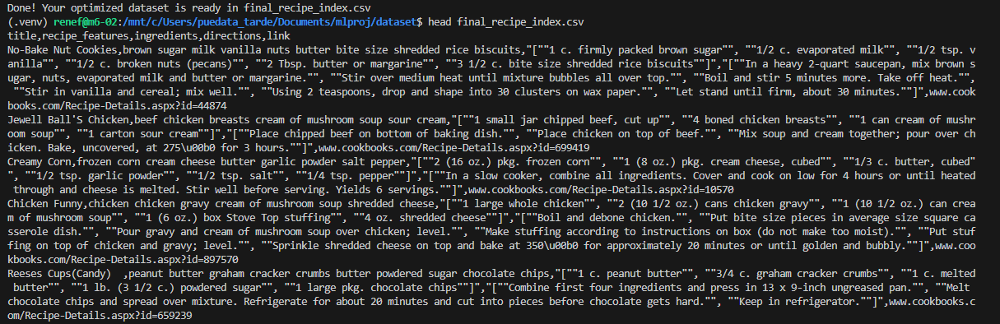 Done! Your optimized dataset is ready in final_recipe_index.csv
(.venv) renef@m6-02:/mnt/c/Users/puedata_tarde/Documents/mlproj/dataset$ head final_recipe_index.csv
title,recipe_features,ingredients,directions,link
No-Bake Nut Cookies,brown sugar milk vanilla nuts butter bite size shredded rice biscuits,"[""1 c. firmly packed brown sugar"", ""1/2 c. evaporated milk"", ""1/2 tsp. v
anilla"", ""1/2 c. broken nuts (pecans)"", ""2 Tbsp. butter or margarine"", ""3 1/2 c. bite size shredded rice biscuits""]","[""In a heavy 2-quart saucepan, mix brown s
ugar, nuts, evaporated milk and butter or margarine."", ""Stir over medium heat until mixture bubbles all over top."", ""Boil and stir 5 minutes more. Take off heat."",
 ""Stir in vanilla and cereal; mix well."", ""Using 2 teaspoons, drop and shape into 30 clusters on wax paper."", ""Let stand until firm, about 30 minutes.""]",www.cook
books.com/Recipe-Details.aspx?id=44874
Jewell Ball'S Chicken,beef chicken breasts cream of mushroom soup sour cream,"[""1 small jar chipped beef, cut up"", ""4 boned chicken breasts"", ""1 can cream of mushr
oom soup"", ""1 carton sour cream""]","[""Place chipped beef on bottom of baking dish."", ""Place chicken on top of beef."", ""Mix soup and cream together; pour over ch
icken. Bake, uncovered, at 275\u00b0 for 3 hours.""]",www.cookbooks.com/Recipe-Details.aspx?id=699419
Creamy Corn,frozen corn cream cheese butter garlic powder salt pepper,"[""2 (16 oz.) pkg. frozen corn"", ""1 (8 oz.) pkg. cream cheese, cubed"", ""1/3 c. butter, cubed"
", ""1/2 tsp. garlic powder"", ""1/2 tsp. salt"", ""1/4 tsp. pepper""]","[""In a slow cooker, combine all ingredients. Cover and cook on low for 4 hours or until heated
 through and cheese is melted. Stir well before serving. Yields 6 servings.""]",www.cookbooks.com/Recipe-Details.aspx?id=10570
Chicken Funny,chicken chicken gravy cream of mushroom soup shredded cheese,"[""1 large whole chicken"", ""2 (10 1/2 oz.) cans chicken gravy"", ""1 (10 1/2 oz.) can crea
m of mushroom soup"", ""1 (6 oz.) box Stove Top stuffing"", ""4 oz. shredded cheese""]","[""Boil and debone chicken."", ""Put bite size pieces in average size square ca
sserole dish."", ""Pour gravy and cream of mushroom soup over chicken; level."", ""Make stuffing according to instructions on box (do not make too moist)."", ""Put stuf
fing on top of chicken and gravy; level."", ""Sprinkle shredded cheese on top and bake at 350\u00b0 for approximately 20 minutes or until golden and bubbly.""]",www.coo
kbooks.com/Recipe-Details.aspx?id=897570
Reeses Cups(Candy)  ,peanut butter graham cracker crumbs butter powdered sugar chocolate chips,"[""1 c. peanut butter"", ""3/4 c. graham cracker crumbs"", ""1 c. melted
 butter"", ""1 lb. (3 1/2 c.) powdered sugar"", ""1 large pkg. chocolate chips""]","[""Combine first four ingredients and press in 13 x 9-inch ungreased pan."", ""Melt
chocolate chips and spread over mixture. Refrigerate for about 20 minutes and cut into pieces before chocolate gets hard."", ""Keep in refrigerator.""]",www.cookbooks.c
om/Recipe-Details.aspx?id=659239